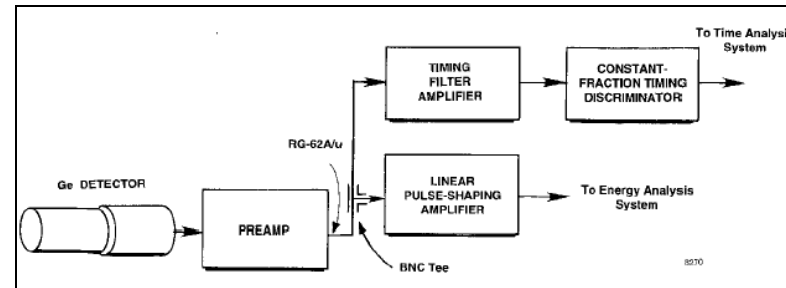 To Time Analysis
System
TIMING
FILTER
AMPLIFIER
CONSTANT-
FRACTION TIMING
DISCRIMINATOR
RG-62A/u
Ge DETECTOR
PREAMP
LINEAR
PULSE-SHAPING
AMPLIFIER
To Energy Analysis
System
BNC Tee
8270